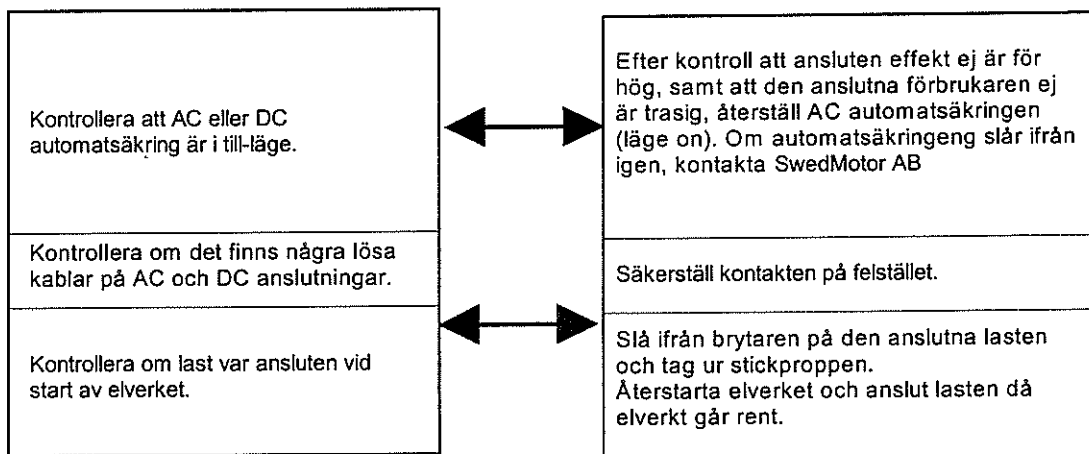 Kontrollera att AC eller DC
automatsäkring är i till-läge.
Efter kontroll att ansluten effekt ej är för
hög, samt att den anslutna förbrukaren ej
är trasig, återställ AC automatsäkringen
(läge on). Om automatsäkringeng slår ifrån
igen, kontakta SwedMotor AB
Kontrollera om det finns några lösa
kablar på AC och DC anslutningar.
Säkerställ kontakten på felstället.
Kontrollera om last var ansluten vid
start av elverket.
Slå ifrån brytaren på den anslutna lasten
och tag ur stickproppen.
Återstarta elverket och anslut lasten då
elverkt går rent.